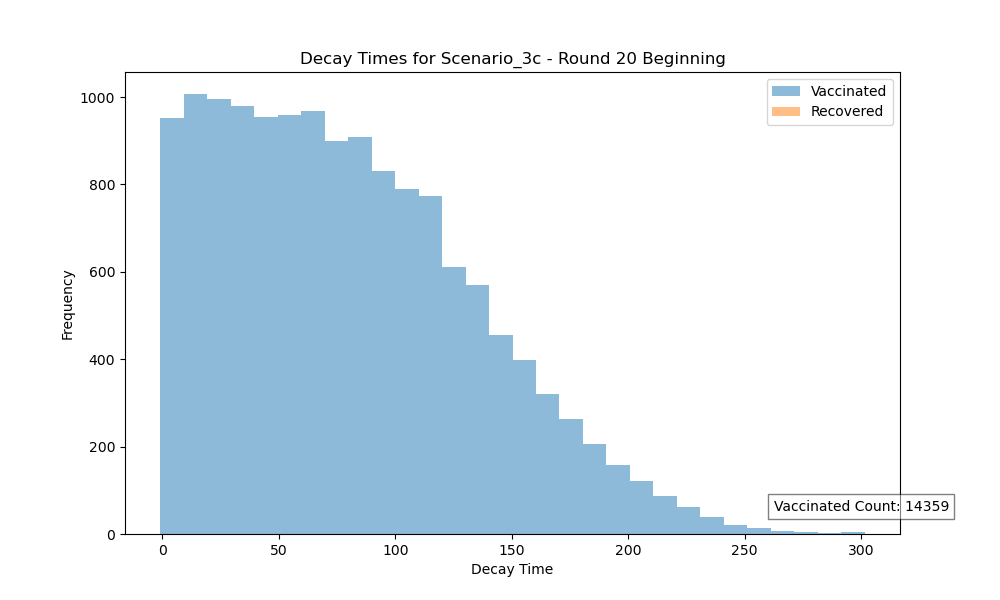 Decay Times for Scenario_3c - Round 20 Beginning
Vaccinated
Recovered
1000
800
600
400
200
0
Frequency
Vaccinated Count: 14359
0
50
100
150
200
250
300
Decay Time